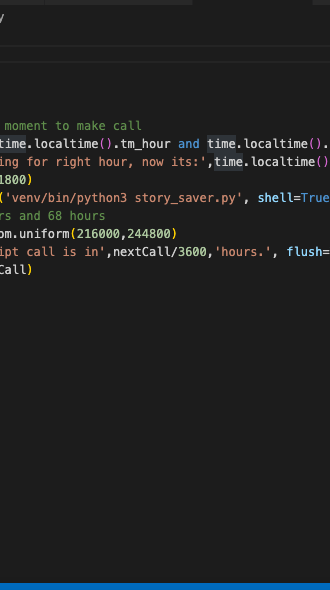 y
moment to make call
time.localtime().tm_hour and time.localtime().
ing for right hour, now its:',time.localtime()
1800)
('venv/bin/python3 story_saver.py', shell=True
rs and 68 hours
om.uniform(216000,244800)
ipt call is in',nextCall/3600,'hours.', flush=
Call)